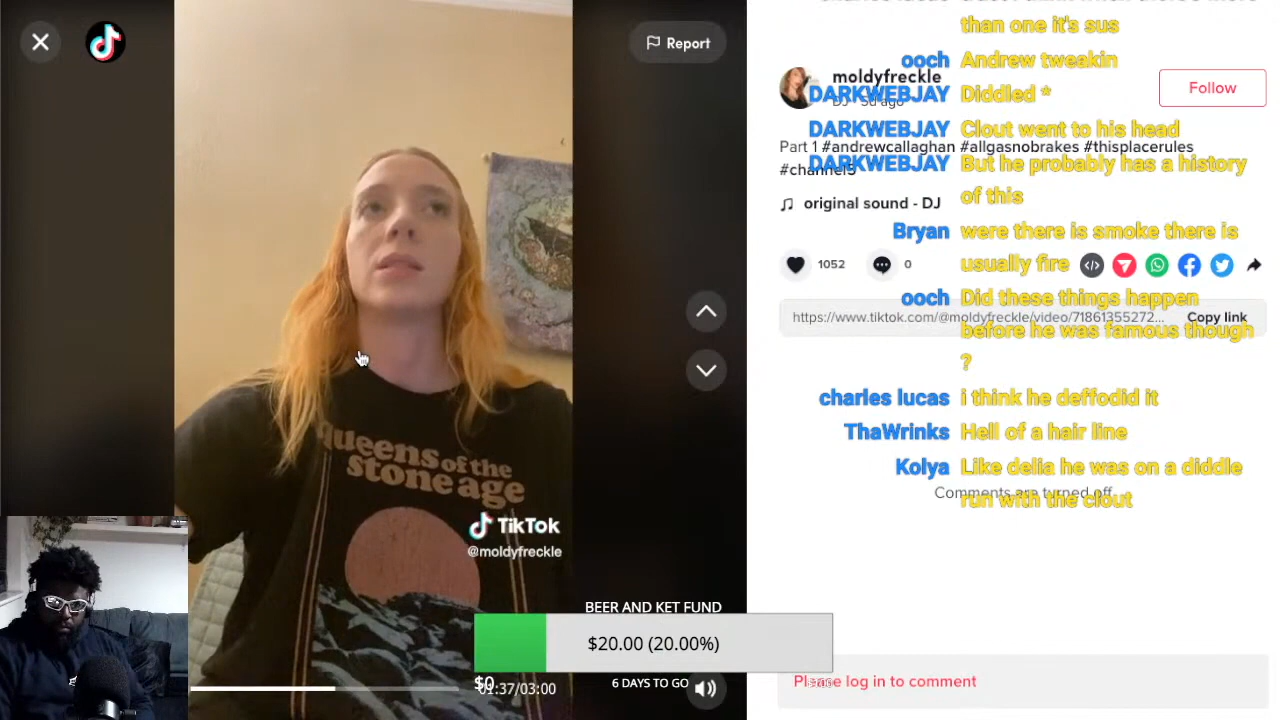 Report
queens of the
stone age
TikTok
@moldyfreckle
BEER AND KET FUND
$20.00 (20.00%)
$0
01:37/03:00
6 DAYS TO GO
than one it's sus
ooch Andrew tweakin
moldyfreckle
Follow
DARKWEBJAY Diddled *
DJ · 5d ago
DARKWEBJAY Clout went to his head
Part 1 #andrewcallaghan #allgasnobrakes #thisplacerules
#channel5
DARKWEBJAY But he probably has a history
of this
original sound - DJ
Bryan were there is smoke there is
usually fire
1052
0
ooch Did these things happen
before he was famous though
?
https://www.tiktok.com/@moldyfreckle/video/71861355272...
Copy link
charles lucas i think he deffodid it
ThaWrinks Hell of a hair line
Kolya Like delia he was on a diddle
run with the clout
Comments are turned off
Please log in to comment